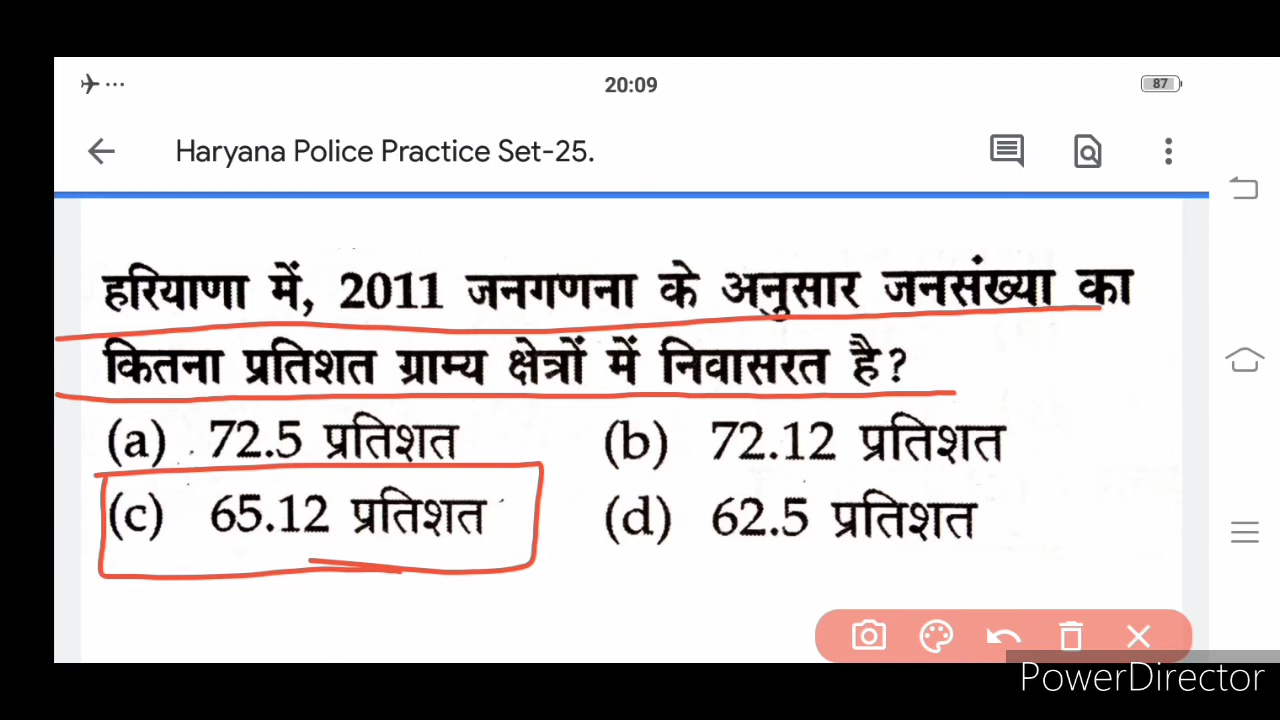 20:09
87
Haryana Police Practice Set-25.
हरियाणा में, 2011 जनगणना के अनुसार जनसंख्या का
कितना प्रतिशत ग्राम्य क्षेत्रों में निवासरत है?
(a) 72.5 प्रतिशत (b) 72.12 प्रतिशत
(c) 65.12 प्रतिशत (d) 62.5 प्रतिशत
PowerDirector